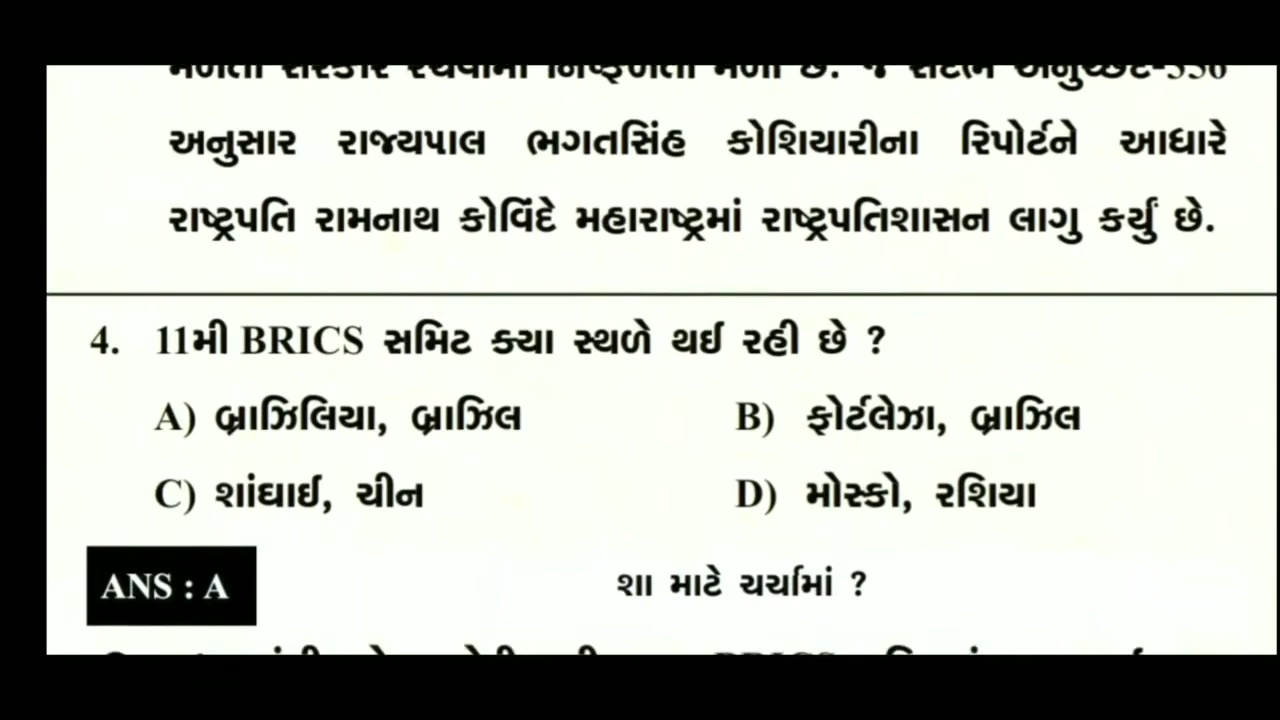 અનુસાર રાજ્યપાલ ભગતસિંહ કોશિયારીના રિપોર્ટને આધારે
રાષ્ટ્રપતિ રામનાથ કોવિંદે મહારાષ્ટ્રમાં રાષ્ટ્રપતિશાસન લાગુ કર્યું છે.
4. 11મી BRICS સમિટ ક્યા સ્થળે થઈ રહી છે ?
A) બ્રાઝિલિયા, બ્રાઝિલ B) ફોર્ટલેઝા, બ્રાઝિલ
C) શાંઘાઈ, ચીન D) મોસ્કો, રશિયા
ANS : A શા માટે ચર્ચામાં ?